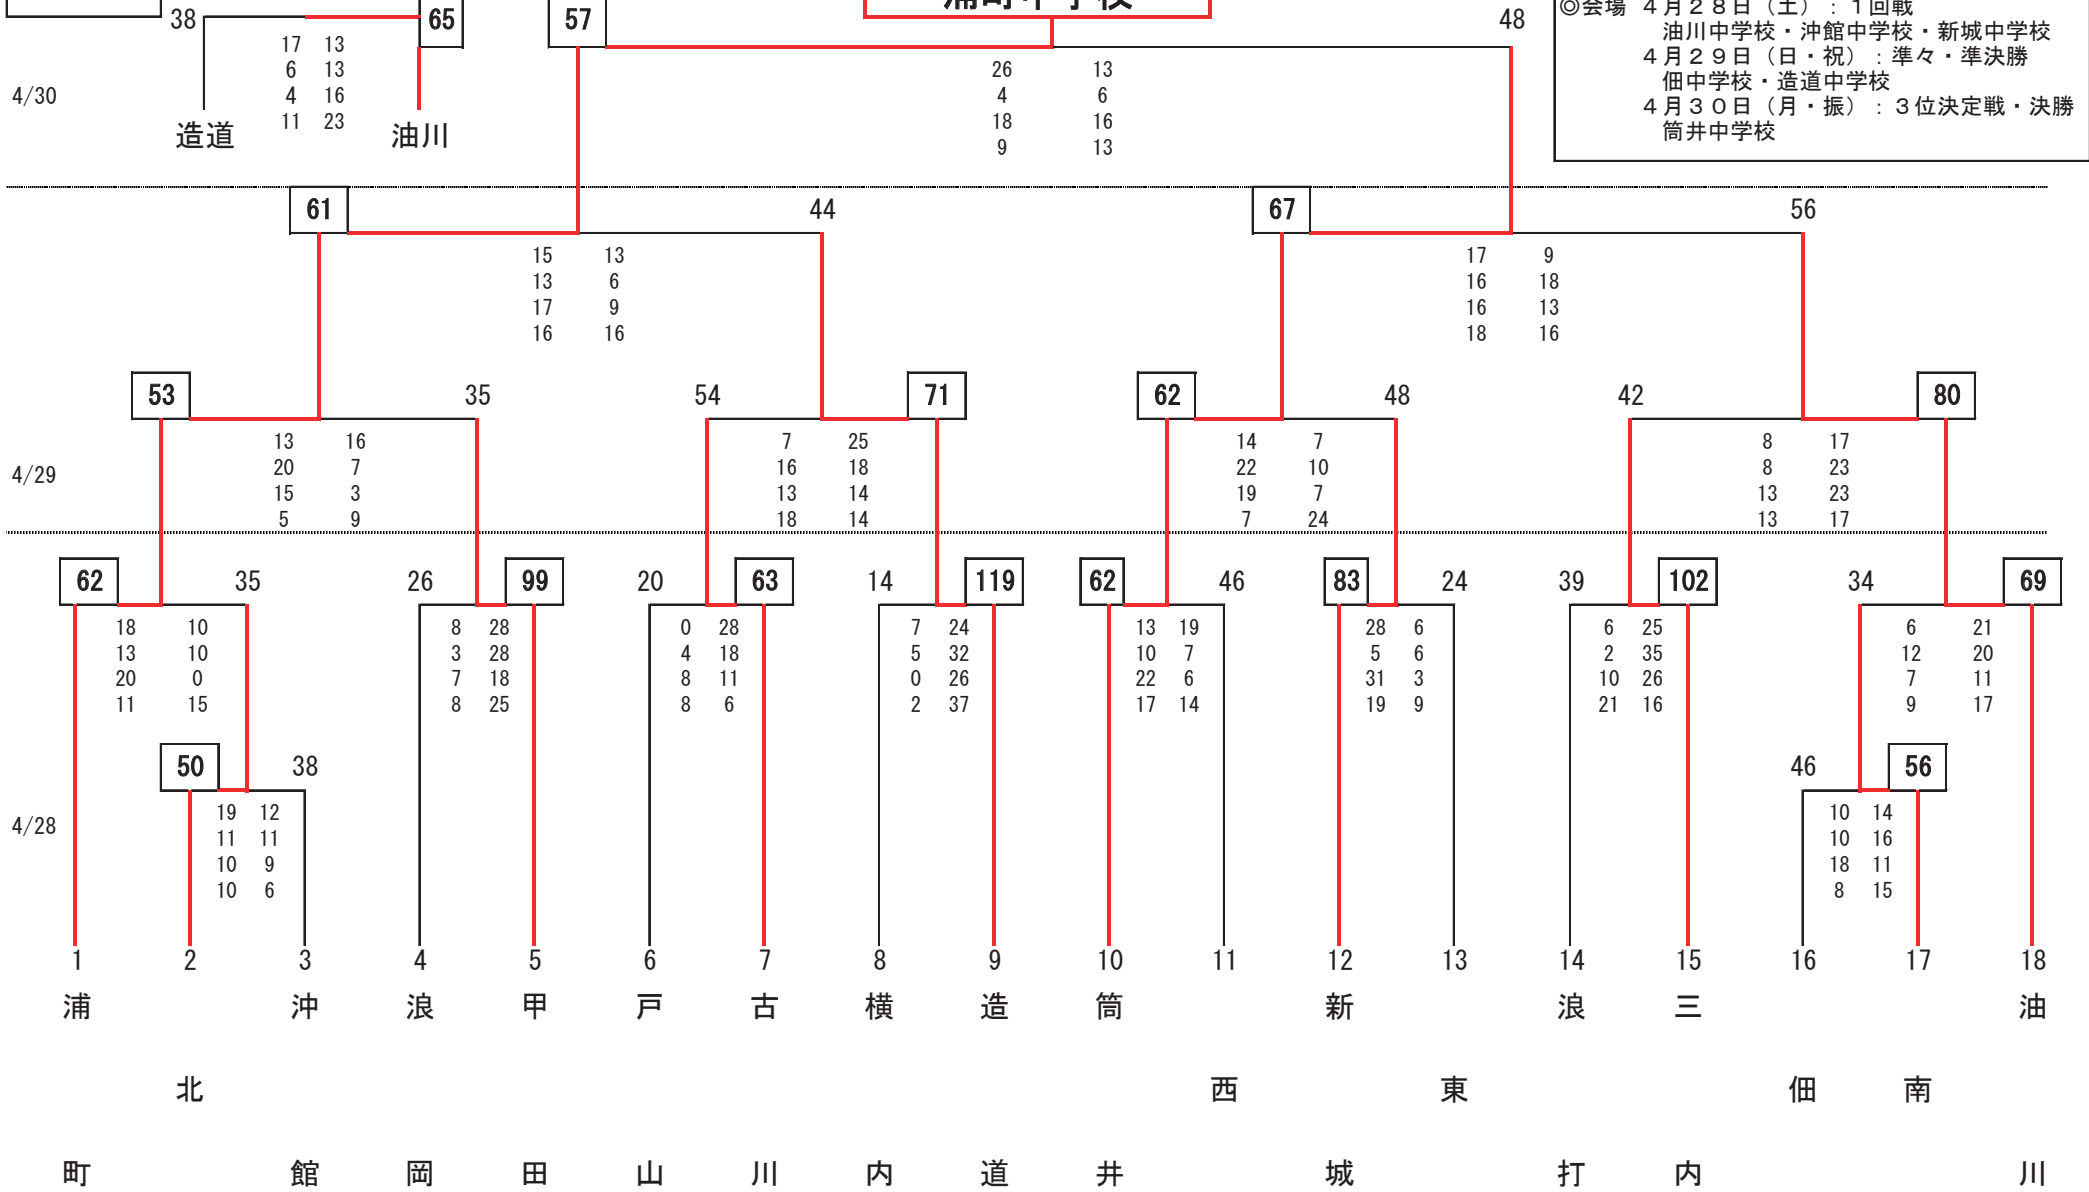 浦町中学校
◎会場 ４月２８日（土）：１回戦
油川中学校・沖館中学校・新城中学校
４月２９日（日・祝）：準々・準決勝
佃中学校・造道中学校
４月３０日（月・振）：３位決定戦・決勝
筒井中学校
38 65 57 48
17 13
6 13
4 16
11 23
26 13
4 6
18 16
9 13
4/30
造道 油川
61 44 67 56
15 13 17 9
13 6 16 18
17 9 16 13
16 16 18 16
53 35 54 71 62 48 42 80
13 16 7 25 14 7 8 17
20 7 16 18 22 10 8 23
15 3 13 14 19 7 13 23
5 9 18 14 7 24 13 17
4/29
62 35 26 99 20 63 14 119 62 46 83 24 39 102 34 69
18 10 8 28 0 28 7 24 13 19 28 6 6 25 6 21
13 10 3 28 4 18 5 32 10 7 5 6 2 35 12 20
20 0 7 18 8 11 0 26 22 6 31 3 10 26 7 11
11 15 8 25 8 6 2 37 17 14 19 9 21 16 9 17
50 38 46 56
19 12 10 14
11 11 10 16
10 9 18 11
10 6 8 15
4/28
1 2 3 4 5 6 7 8 9 10 11 12 13 14 15 16 17 18
浦町
北
沖館
浪岡
甲田
戸山
古川
横内
造道
筒井
西
新城
東
浪打
三内
佃
南
油川